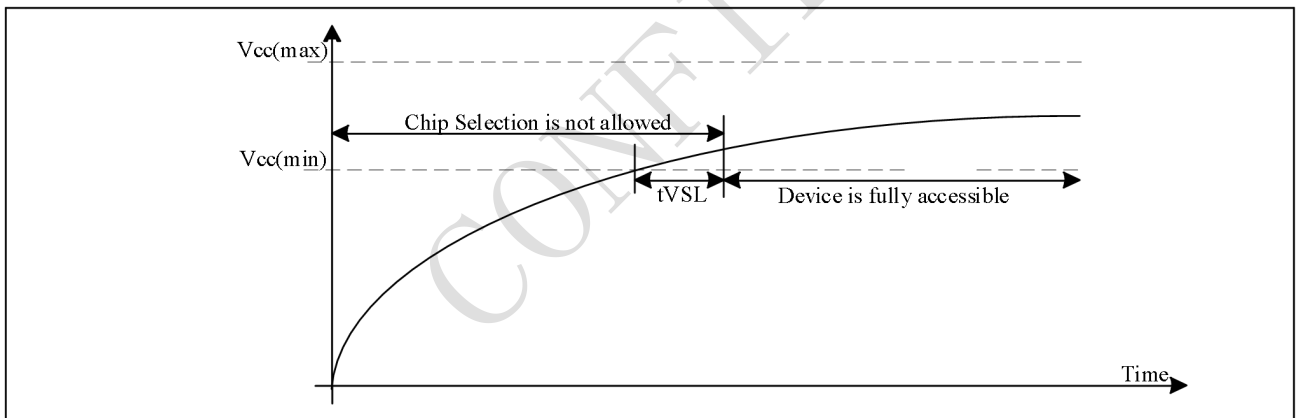 Vcc(max)
Chip Selection is not allowed
Vcc(min)
tVSL
Device is fully accessible
Time